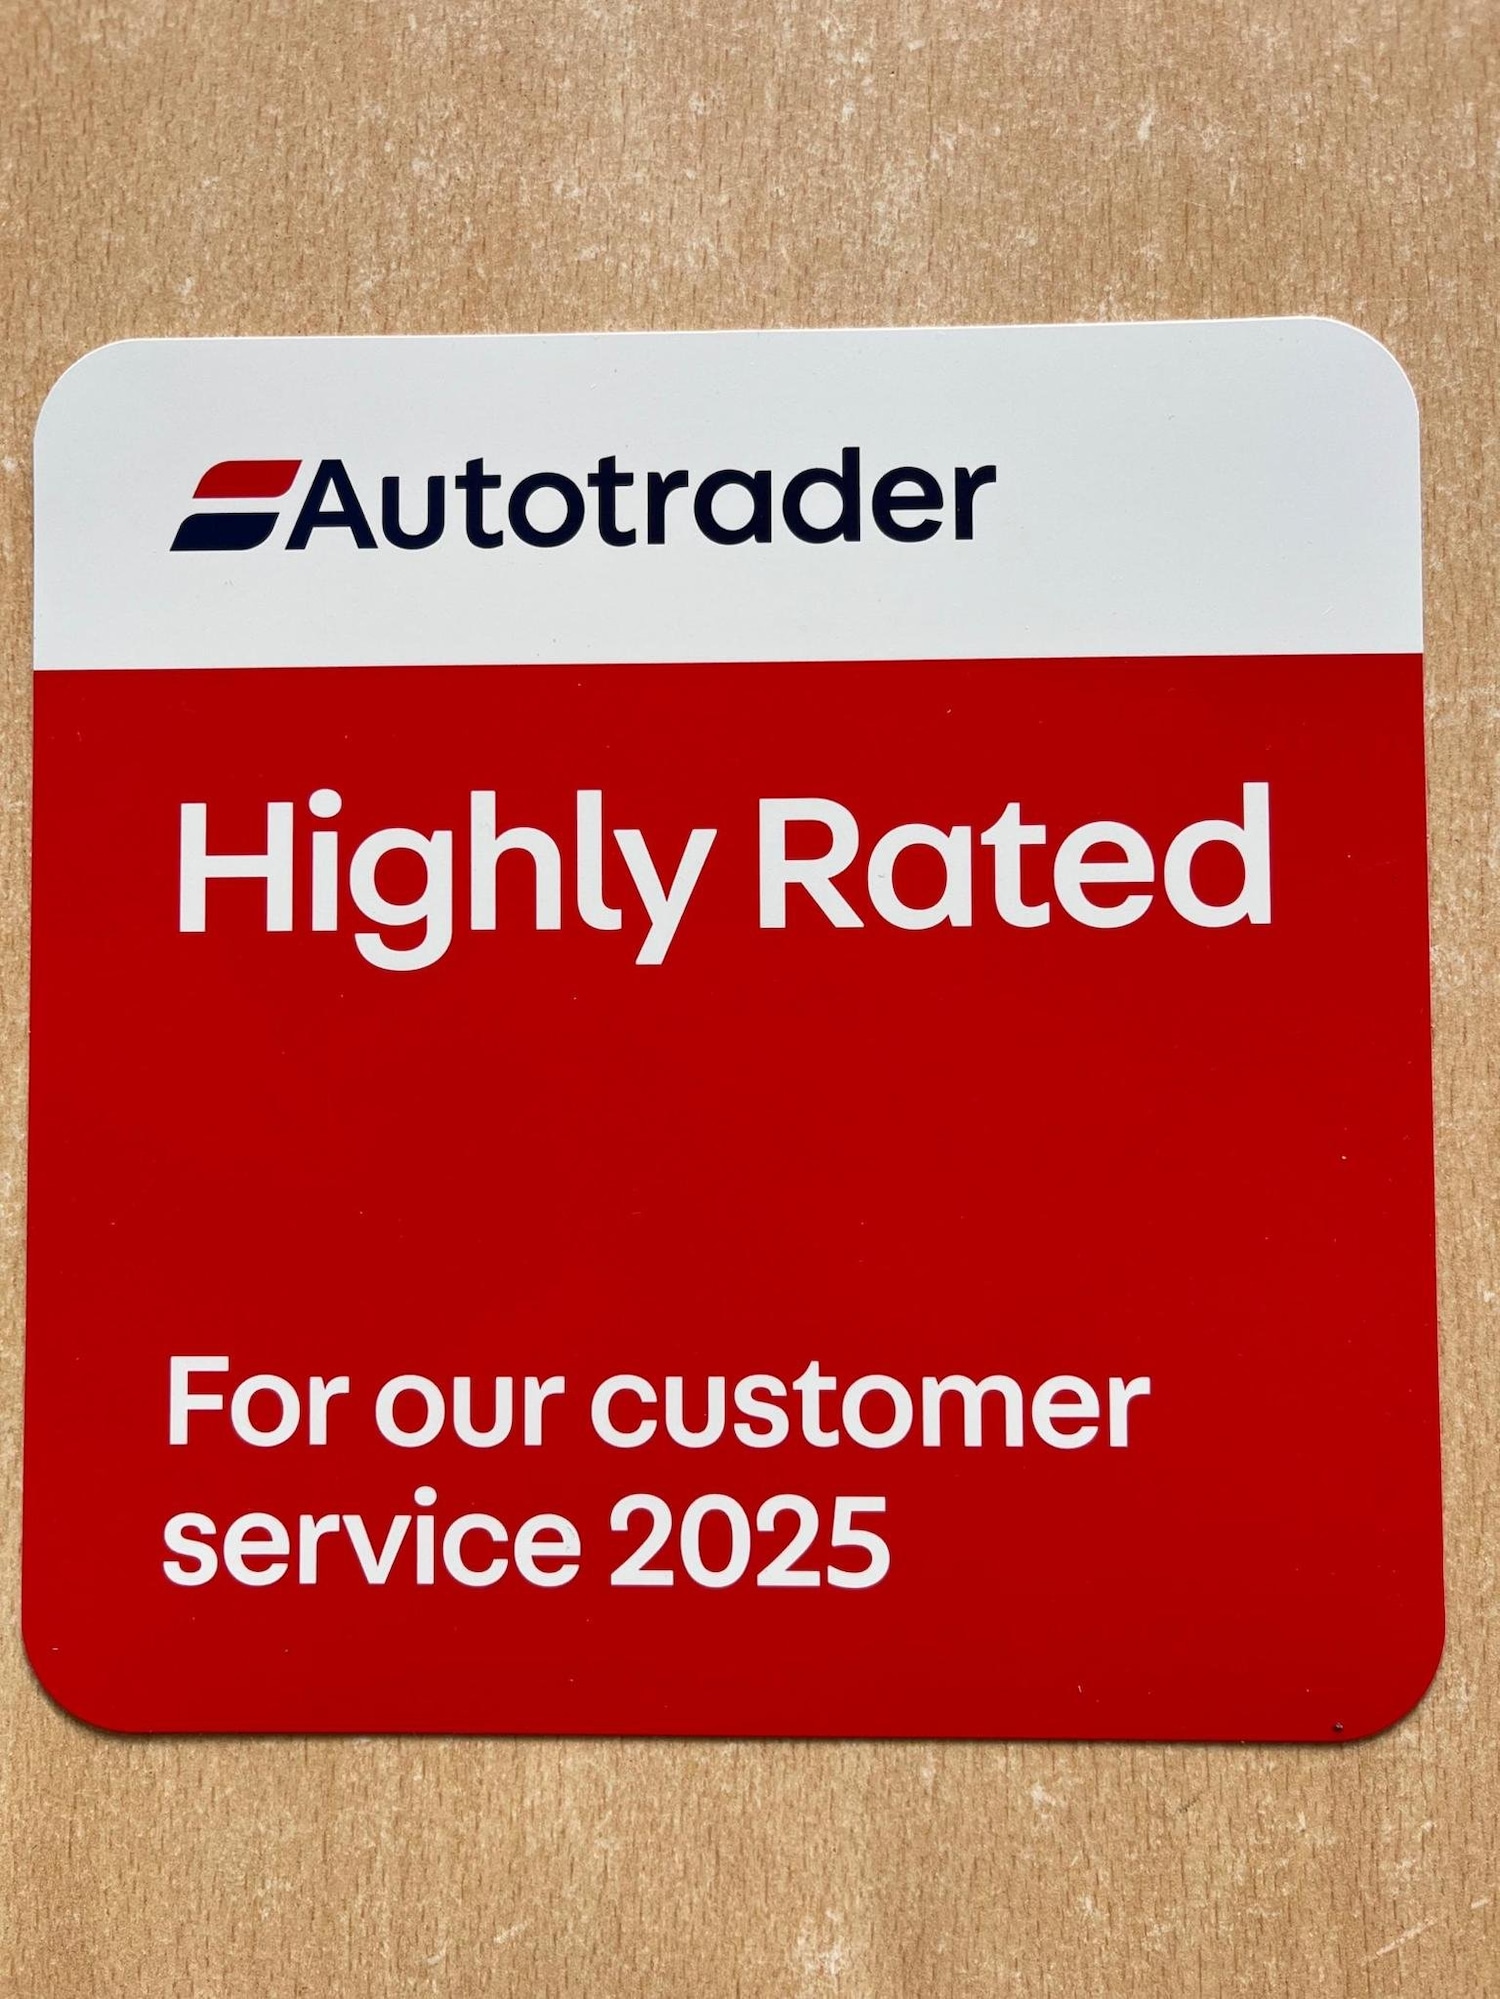 Autotrader
Highly Rated
For our customer
service 2025